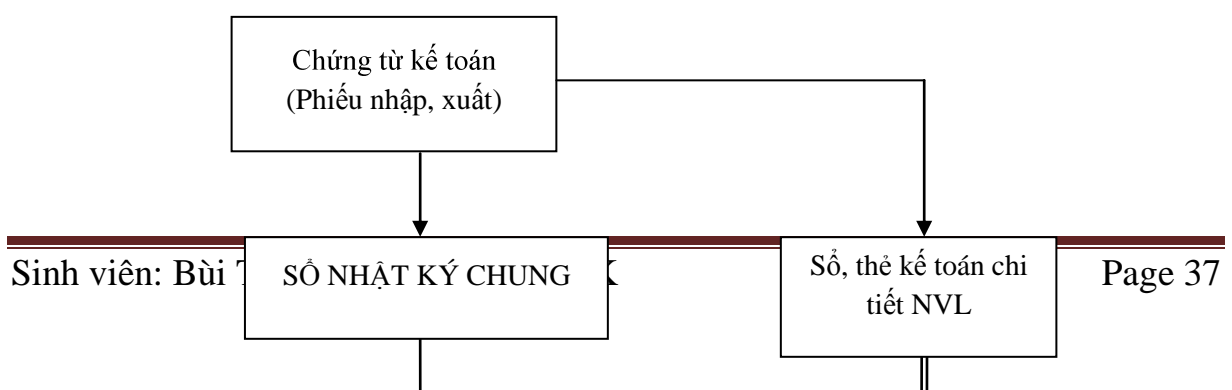 Chứng từ kế toán
(Phiếu nhập, xuất)
SỔ NHẬT KÝ CHUNG
Sổ, thẻ kế toán chi
tiết NVL
Sinh viên: Bùi
Page 37